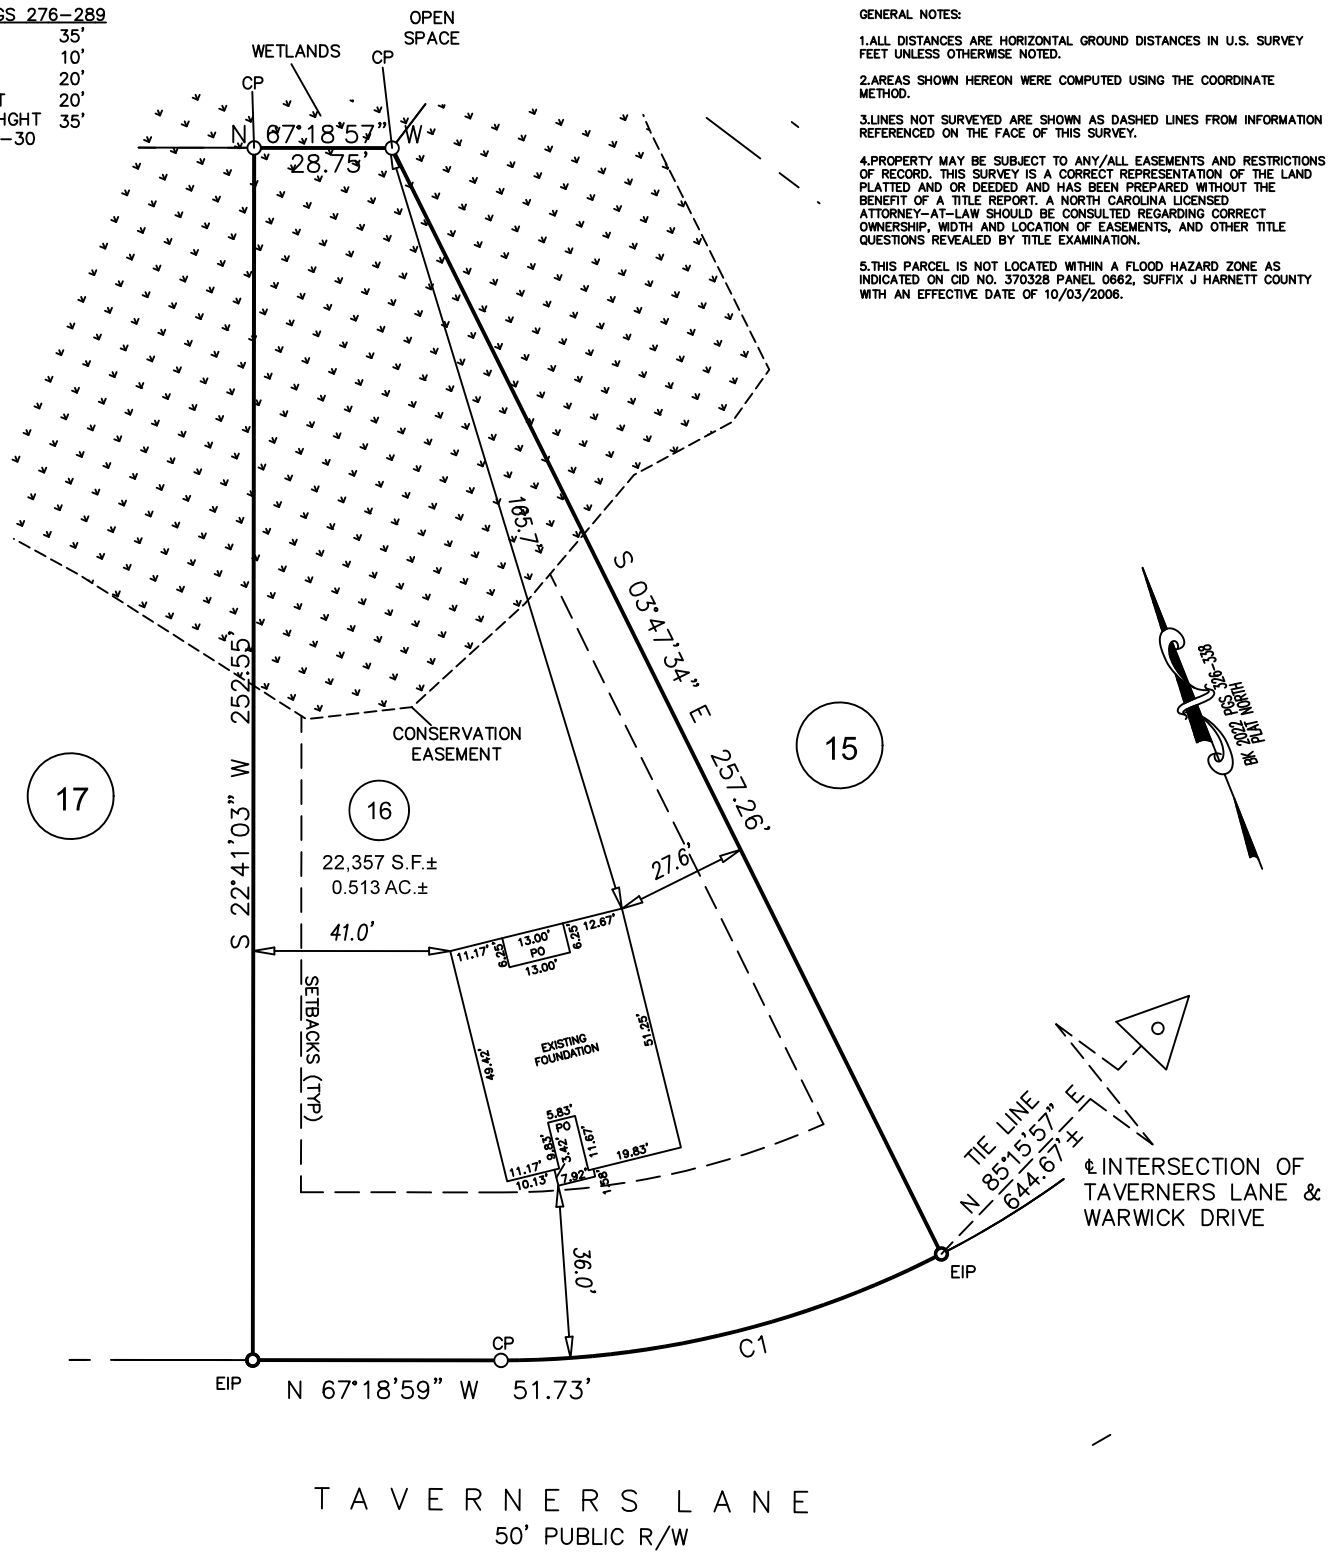 GS 276-289
35'
10'
20'
T 20'
HGHT 35'
-30
OPEN
SPACE
WETLANDS
CP
CP
N 67°18'57" W
28.75'
GENERAL NOTES:
1.ALL DISTANCES ARE HORIZONTAL GROUND DISTANCES IN U.S. SURVEY
FEET UNLESS OTHERWISE NOTED.
2.AREAS SHOWN HEREON WERE COMPUTED USING THE COORDINATE
METHOD.
3.LINES NOT SURVEYED ARE SHOWN AS DASHED LINES FROM INFORMATION
REFERENCED ON THE FACE OF THIS SURVEY.
4.PROPERTY MAY BE SUBJECT TO ANY/ALL EASEMENTS AND RESTRICTIONS
OF RECORD. THIS SURVEY IS A CORRECT REPRESENTATION OF THE LAND
PLATTED AND OR DEEDED AND HAS BEEN PREPARED WITHOUT THE
BENEFIT OF A TITLE REPORT. A NORTH CAROLINA LICENSED
ATTORNEY-AT-LAW SHOULD BE CONSULTED REGARDING CORRECT
OWNERSHIP, WIDTH AND LOCATION OF EASEMENTS, AND OTHER TITLE
QUESTIONS REVEALED BY TITLE EXAMINATION.
5.THIS PARCEL IS NOT LOCATED WITHIN A FLOOD HAZARD ZONE AS
INDICATED ON CID NO. 370328 PANEL 0662, SUFFIX J HARNETT COUNTY
WITH AN EFFECTIVE DATE OF 10/03/2006.
165.7'
S 03°47'34" E 257.26'
S 22°41'03" W 252.55'
CONSERVATION
EASEMENT
BK 2022 PGS 326-338
PLAT NORTH
15
17
16
22,357 S.F.±
0.513 AC.±
27.6'
41.0'
SETBACKS (TYP)
11.17'
6.25'
13.00'
PO
13.00'
6.25'
12.67'
EXISTING
FOUNDATION
49.42'
51.25'
5.83'
PO
9.83'
3.42'
11.67'
19.83'
11.17'
10.13'
7.92'
1.58'
36.0'
TIE LINE
N 85°15'57" E
644.67'±
℄ INTERSECTION OF
TAVERNERS LANE &
WARWICK DRIVE
EIP
C1
CP
EIP
N 67°18'59" W 51.73'
TAVERNERS LANE
50' PUBLIC R/W